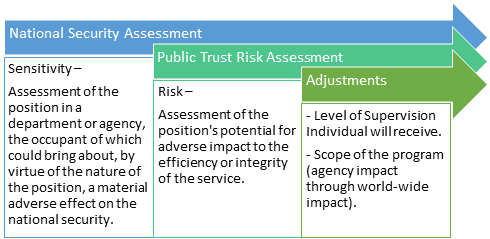 National Security Assessment
Sensitivity –
Assessment of the
position in a
department or agency,
the occupant of which
could bring about, by
virtue of the nature of
the position, a material
adverse effect on the
national security.
Public Trust Risk Assessment
Risk –
Assessment of the
position's potential for
adverse impact to the
efficiency or integrity
of the service.
Adjustments
- Level of Supervision
Individual will receive.
- Scope of the program
(agency impact
through world-wide
impact).